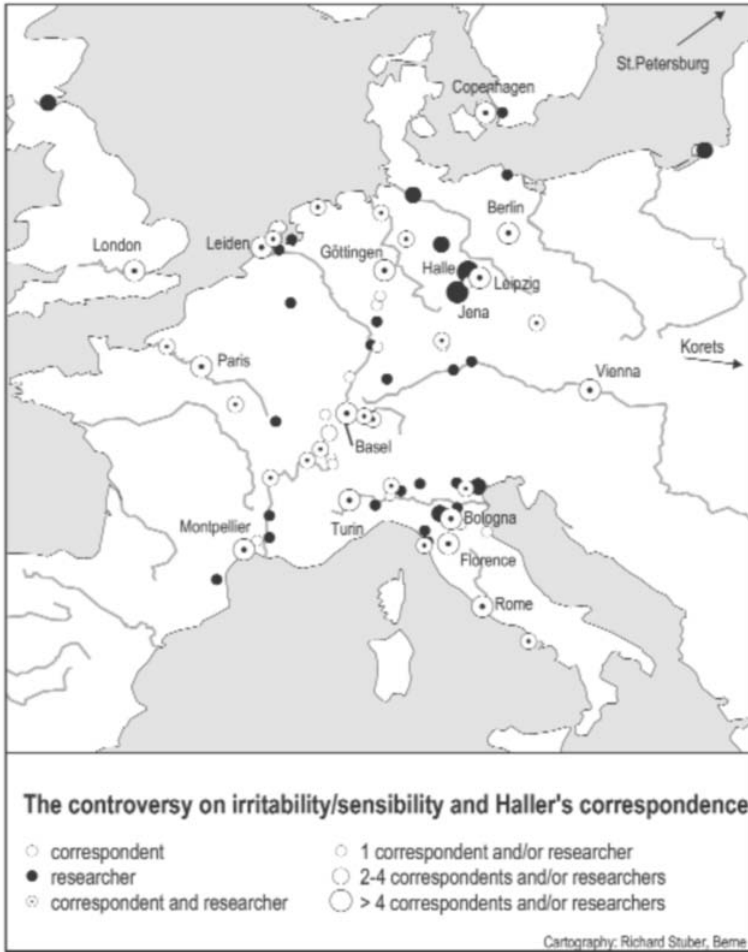 St.Petersburg
Copenhagen
Berlin
London
Leiden
Göttingen
Halle
Leipzig
Jena
Korets
Paris
Vienna
Basel
Montpellier
Turin
Bologna
Florence
Rome
The controversy on irritability/sensibility and Haller's correspondence
correspondent
researcher
correspondent and researcher
1 correspondent and/or researcher
2-4 correspondents and/or researchers
> 4 correspondents and/or researchers
Cartography: Richard Stuber, Berne